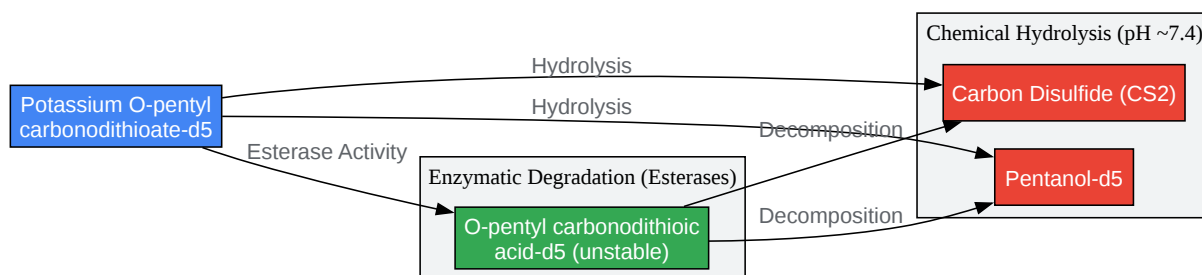 Chemical Hydrolysis (pH ~7.4)
Hydrolysis
Carbon Disulfide (CS2)
Potassium O-pentyl
carbonodithioate-d5
Hydrolysis
Decomposition
Esterase Activity
Enzymatic Degradation (Esterases)
Pentanol-d5
O-pentyl carbonodithioic
acid-d5 (unstable)
Decomposition